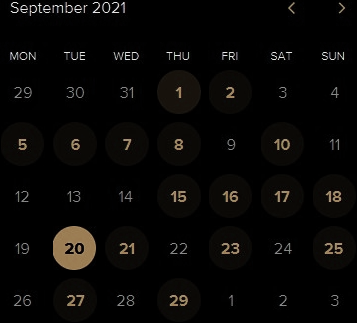 September 2021
MON TUE WED THU FRI SAT SUN
29 30 31 1 2 3 4
5 6 7 8 9 10 11
12 13 14 15 16 17 18
19 20 21 22 23 24 25
26 27 28 29 1 2 3